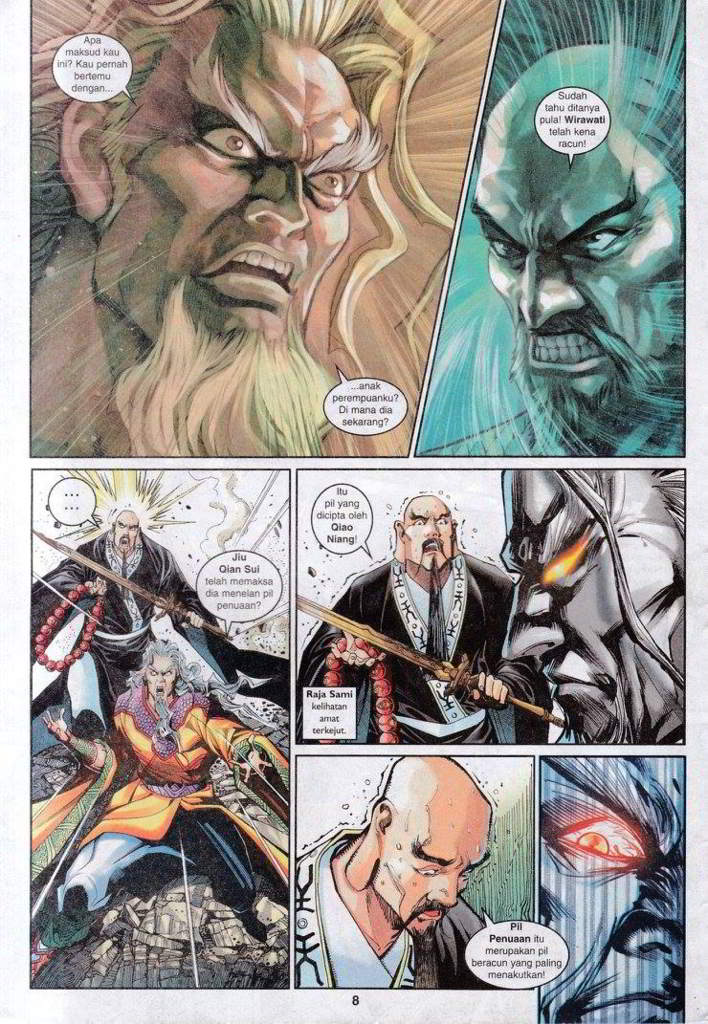 Apa
maksud kau
ini? Kau pernah
bertemu
dengan...
...anak
perempuanku?
Di mana dia
sekarang?
Sudah
tahu ditanya
pula! Wirawati
telah kena
racun!
...
...
Jiu
Qian Sui
telah memaksa
dia menelan pil
penuaan?
Itu
pil yang
dicipta oleh
Qiao
Niang!
Raja Sami
kelihatan
amat
terkejut.
Pil
Penuaan itu
merupakan pil
beracun yang paling
menakutkan!
8